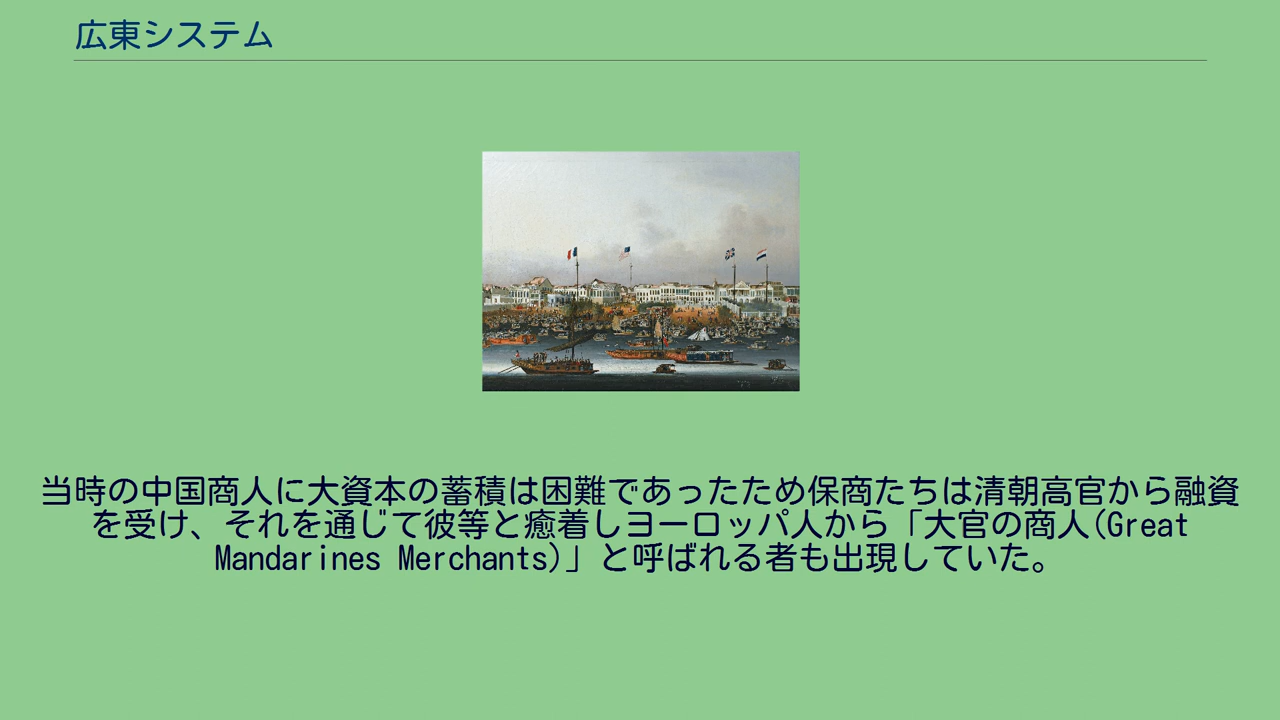 広東システム
当時の中国商人に大資本の蓄積は困難であったため保商たちは清朝高官から融資
を受け、それを通じて彼等と癒着しヨーロッパ人から「大官の商人(Great
Mandarines Merchants)」と呼ばれる者も出現していた。